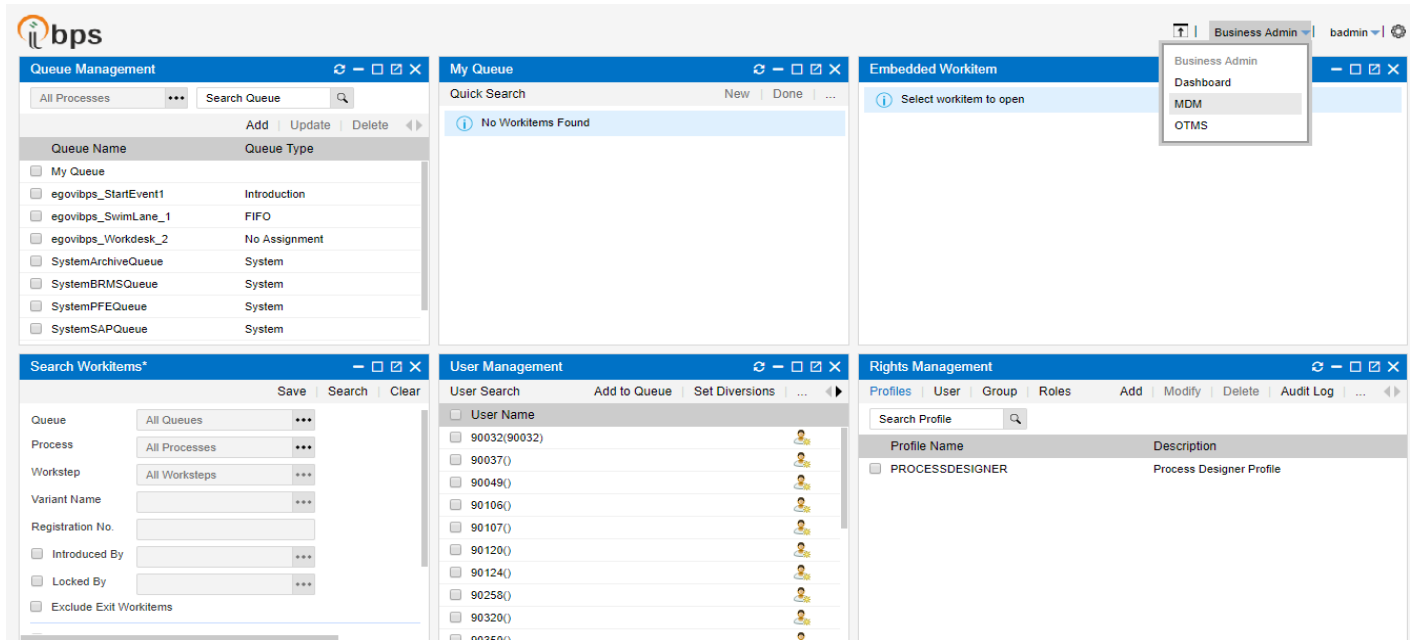 ibps
Business Admin badmin
Business Admin
Dashboard
MDM
OTMS
Queue Management
All Processes ••• Search Queue
Add | Update | Delete
Queue Name Queue Type
My Queue
egovibps_StartEvent1 Introduction
egovibps_SwimLane_1 FIFO
egovibps_Workdesk_2 No Assignment
SystemArchiveQueue System
SystemBRMSQueue System
SystemPFEQueue System
SystemSAPQueue System
My Queue
Quick Search New | Done | ...
No Workitems Found
Embedded Workitem
Select workitem to open
Search Workitems*
Save | Search | Clear
Queue All Queues •••
Process All Processes •••
Workstep All Worksteps •••
Variant Name •••
Registration No.
Introduced By •••
Locked By •••
Exclude Exit Workitems
User Management
User Search Add to Queue | Set Diversions | ...
User Name
90032(90032)
90037()
90049()
90106()
90107()
90120()
90124()
90258()
90320()
90350()
Rights Management
Profiles | User | Group | Roles Add | Modify | Delete | Audit Log | ...
Search Profile
Profile Name Description
PROCESSDESIGNER Process Designer Profile